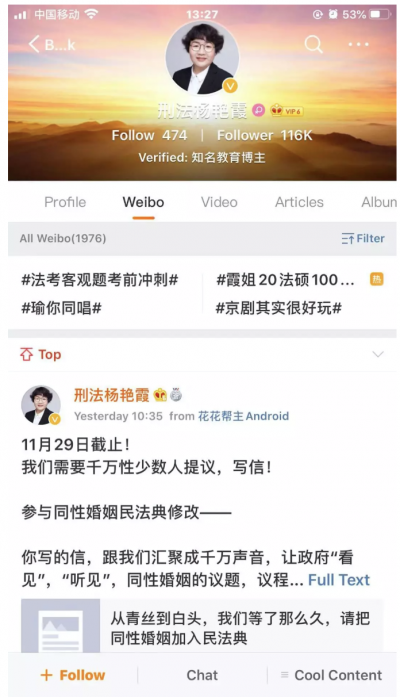 中国移动 13:27 53%
B...k
刑法杨艳霞 VIP 6
Follow 474 | Follower 116K
Verified: 知名教育博主
Profile Weibo Video Articles Album
All Weibo(1976) Filter
#法考客观题考前冲刺# #霞姐20法硕100... 热
#瑜你同唱# #京剧其实很好玩#
Top
刑法杨艳霞
Yesterday 10:35 from 花花帮主Android
11月29日截止！
我们需要千万性少数人提议，写信！
参与同性婚姻民法典修改——
你写的信，跟我们汇聚成千万声音，让政府“看
见”，“听见”，同性婚姻的议题，议程... Full Text
从青丝到白头，我们等了那么久，请把
同性婚姻加入民法典
+ Follow Chat Cool Content